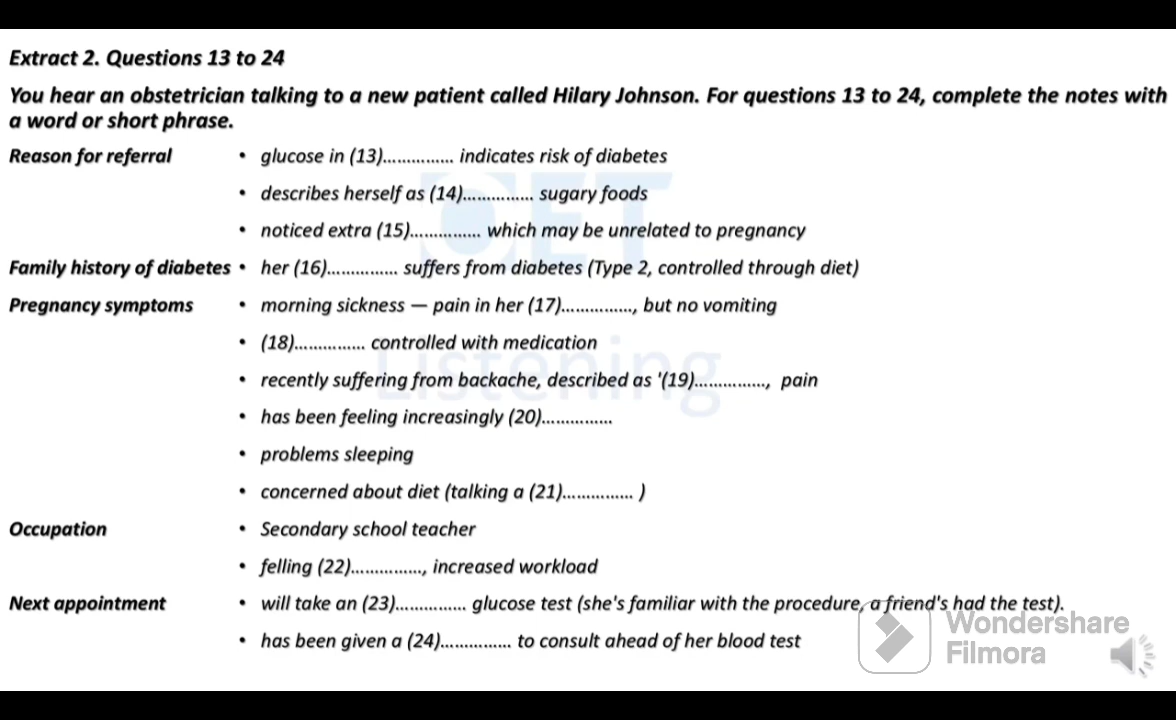 Extract 2. Questions 13 to 24
You hear an obstetrician talking to a new patient called Hilary Johnson. For questions 13 to 24, complete the notes with
a word or short phrase.
Reason for referral • glucose in (13)............... indicates risk of diabetes
• describes herself as (14)............... sugary foods
• noticed extra (15)............... which may be unrelated to pregnancy
Family history of diabetes • her (16)............... suffers from diabetes (Type 2, controlled through diet)
Pregnancy symptoms • morning sickness — pain in her (17)..............., but no vomiting
• (18)............... controlled with medication
• recently suffering from backache, described as '(19)..............., pain
• has been feeling increasingly (20)...............
• problems sleeping
• concerned about diet (talking a (21)............... )
Occupation • Secondary school teacher
• felling (22)..............., increased workload
Next appointment • will take an (23)............... glucose test (she's familiar with the procedure, a friend's had the test).
• has been given a (24)............... to consult ahead of her blood test
OET
Listening
Wondershare
Filmora